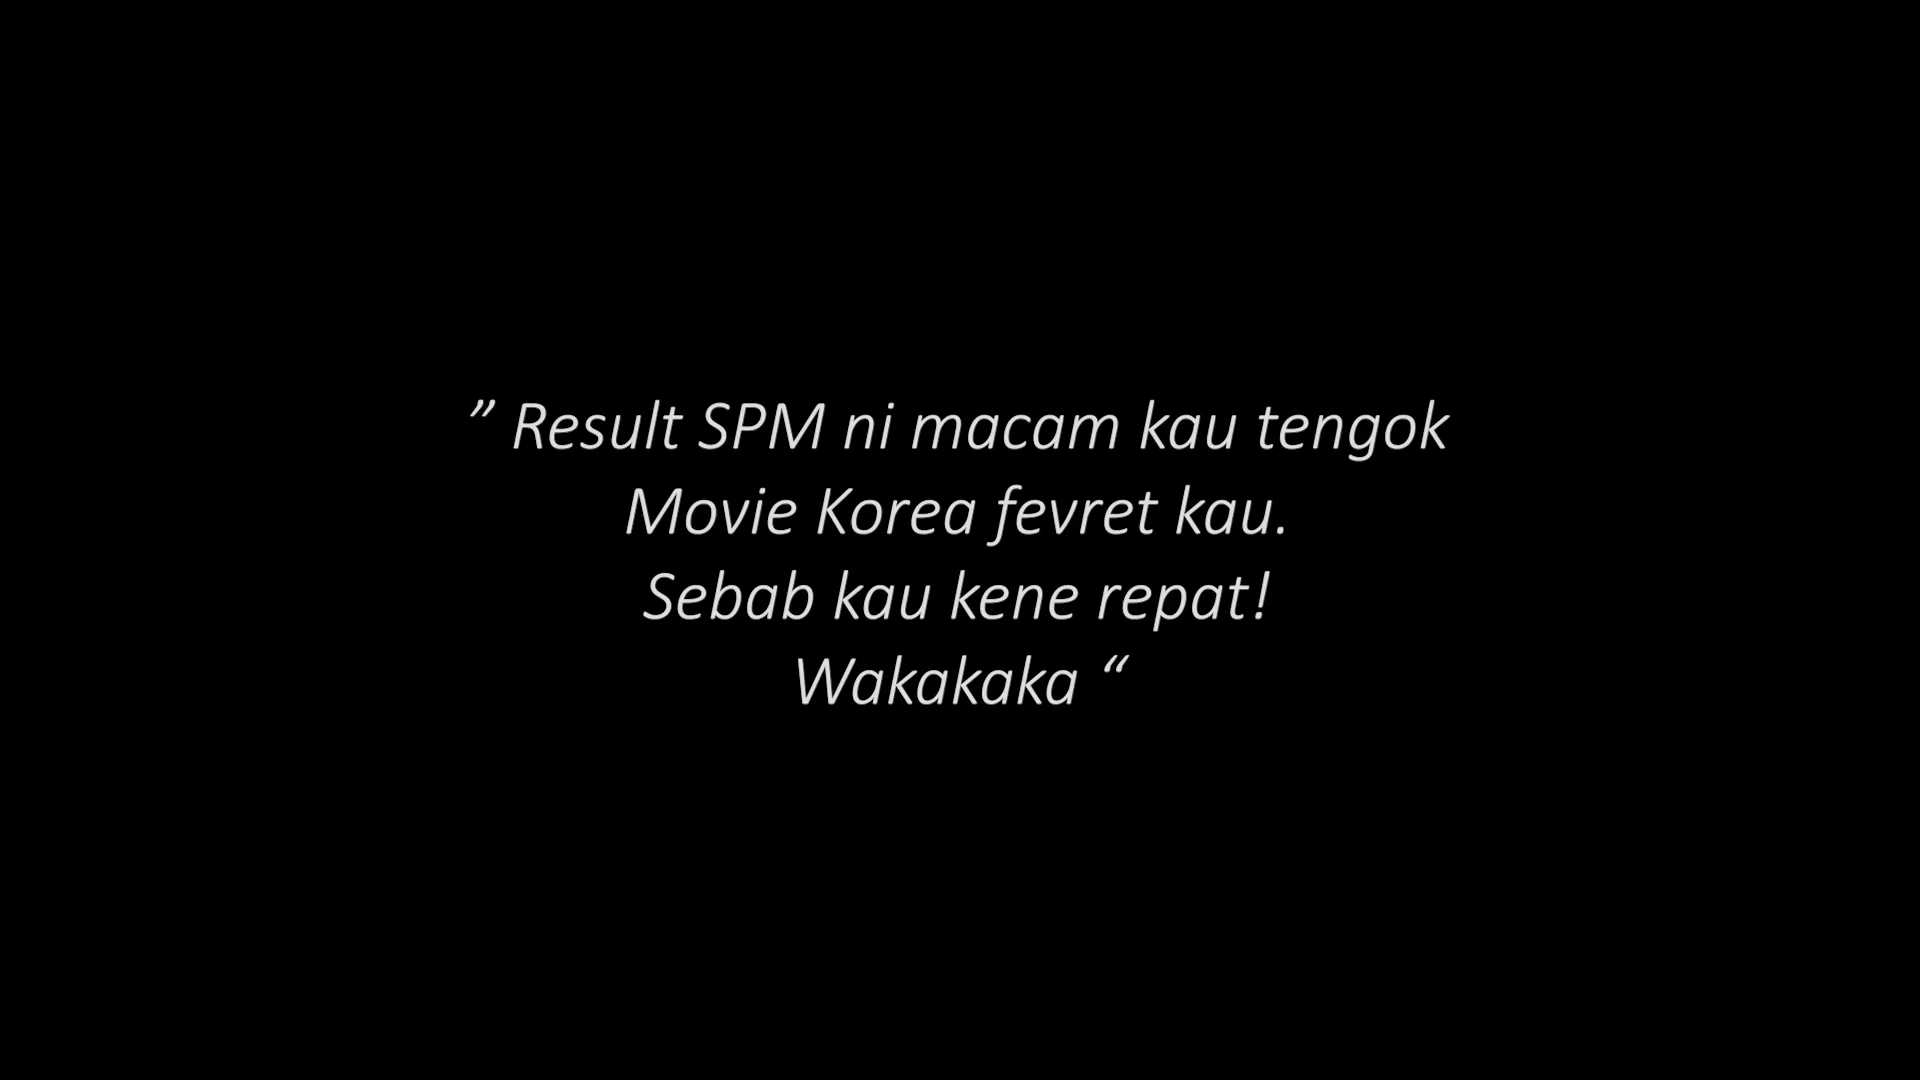 ” Result SPM ni macam kau tengok
Movie Korea fevret kau.
Sebab kau kene repat!
Wakakaka “